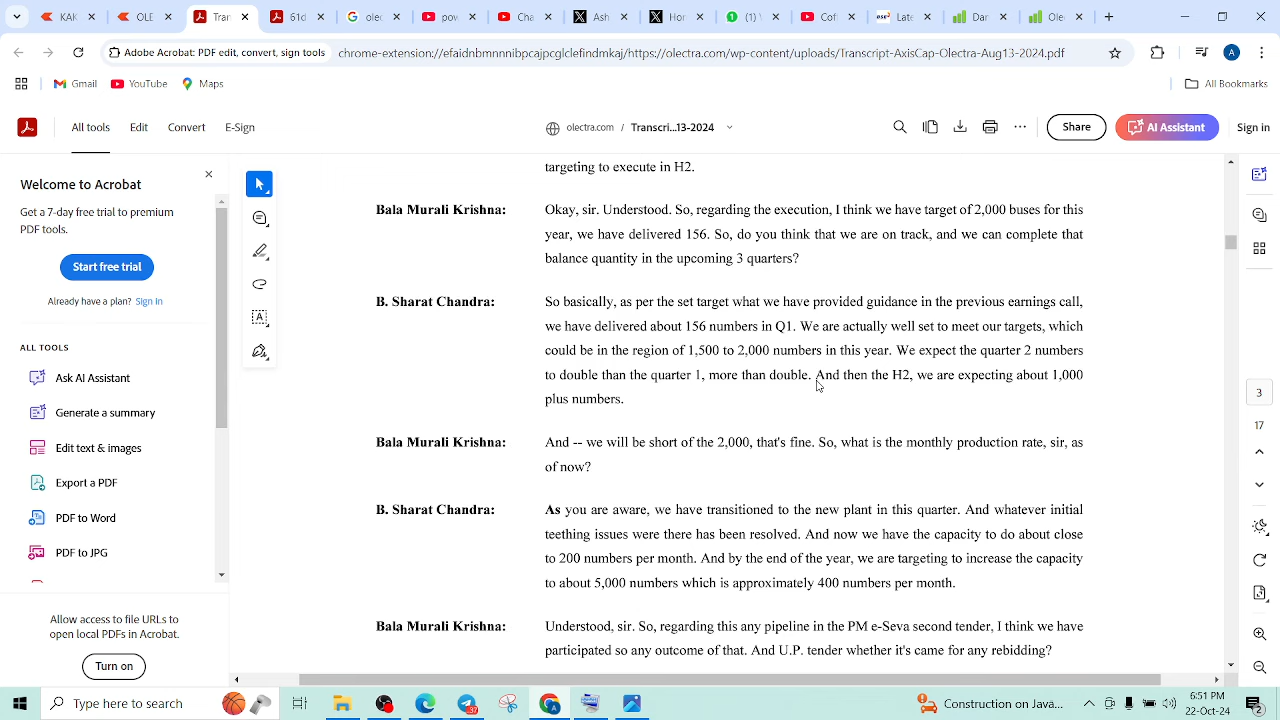 KAK
OLE
Tran
61d
ole
pow
Cha
Ash
Hor
(1) V
Cofi
Late
Dar
Ole
Adobe Acrobat: PDF edit, convert, sign tools
chrome-extension://efaidnbmnnnibpcajpcglclefindmkaj/https://olectra.com/wp-content/uploads/Transcript-AxisCap-Olectra-Aug13-2024.pdf
A
Gmail
YouTube
Maps
All Bookmarks
All tools
Edit
Convert
E-Sign
olectra.com / Transcri...13-2024
Share
AI Assistant
Sign in
Welcome to Acrobat
Get a 7-day free trial to premium
PDF tools.
Start free trial
Already have a plan? Sign In
ALL TOOLS
Ask AI Assistant
Generate a summary
Edit text & images
Export a PDF
PDF to Word
PDF to JPG
Allow access to file URLs to
open local PDFs in Acrobat.
Turn on
targeting to execute in H2.
Bala Murali Krishna: Okay, sir. Understood. So, regarding the execution, I think we have target of 2,000 buses for this
year, we have delivered 156. So, do you think that we are on track, and we can complete that
balance quantity in the upcoming 3 quarters?
B. Sharat Chandra: So basically, as per the set target what we have provided guidance in the previous earnings call,
we have delivered about 156 numbers in Q1. We are actually well set to meet our targets, which
could be in the region of 1,500 to 2,000 numbers in this year. We expect the quarter 2 numbers
to double than the quarter 1, more than double. And then the H2, we are expecting about 1,000
plus numbers.
Bala Murali Krishna: And -- we will be short of the 2,000, that's fine. So, what is the monthly production rate, sir, as
of now?
B. Sharat Chandra: As you are aware, we have transitioned to the new plant in this quarter. And whatever initial
teething issues were there has been resolved. And now we have the capacity to do about close
to 200 numbers per month. And by the end of the year, we are targeting to increase the capacity
to about 5,000 numbers which is approximately 400 numbers per month.
Bala Murali Krishna: Understood, sir. So, regarding this any pipeline in the PM e-Seva second tender, I think we have
participated so any outcome of that. And U.P. tender whether it's came for any rebidding?
3
17
Type here to search
Construction on Java...
6:51 PM
22-Oct-24